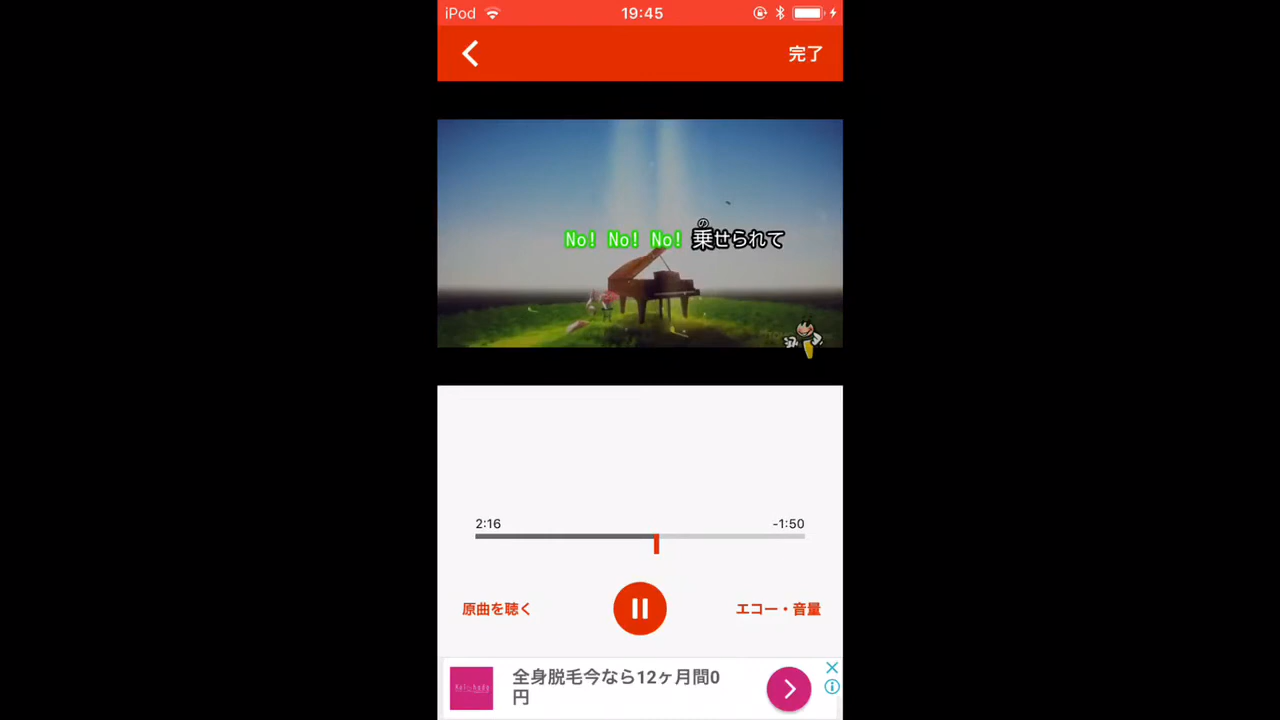 iPod
19:45
完了
の
No! No! No! 乗せられて
2:16
-1:50
原曲を聴く
エコー・音量
全身脱毛今なら12ヶ月間0
円